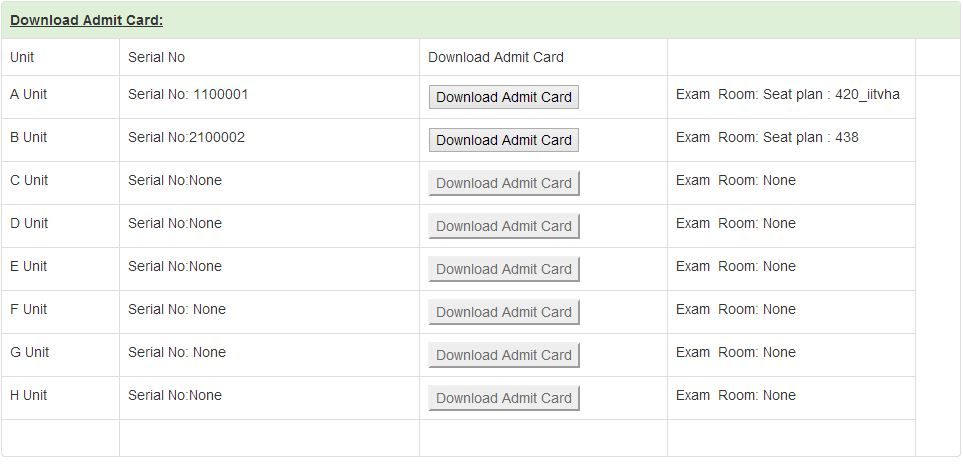 Download Admit Card:
Unit Serial No Download Admit Card
A Unit Serial No: 1100001 Download Admit Card Exam Room: Seat plan : 420_iitvha
B Unit Serial No:2100002 Download Admit Card Exam Room: Seat plan : 438
C Unit Serial No:None Download Admit Card Exam Room: None
D Unit Serial No:None Download Admit Card Exam Room: None
E Unit Serial No:None Download Admit Card Exam Room: None
F Unit Serial No: None Download Admit Card Exam Room: None
G Unit Serial No: None Download Admit Card Exam Room: None
H Unit Serial No:None Download Admit Card Exam Room: None